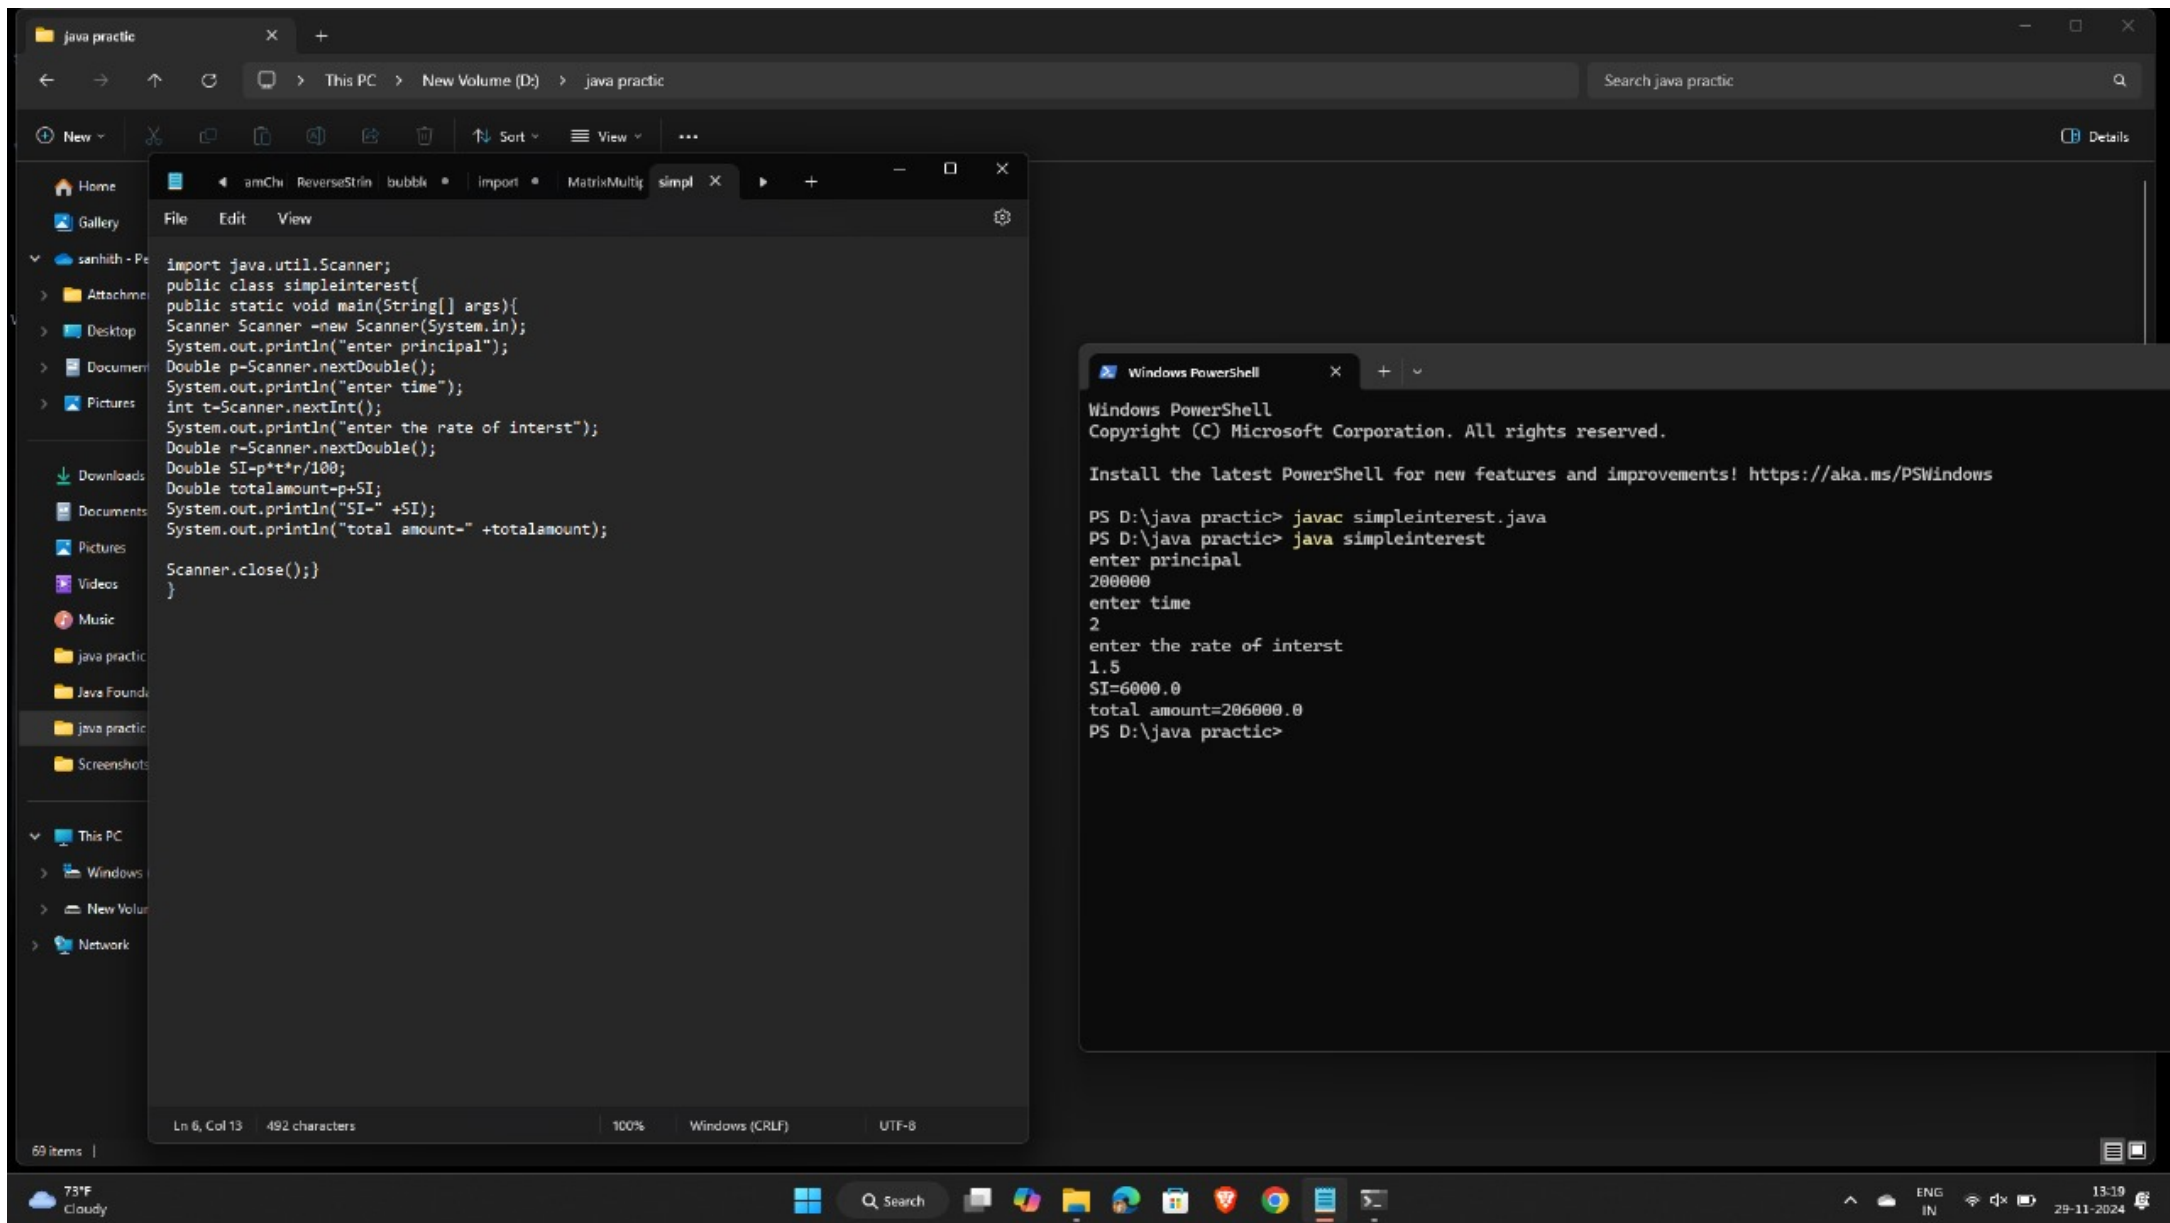 java practic
This PC > New Volume (D:) > java practic
Search java practic
New
Sort
View
Details
Home
Gallery
sanhith - Pe
Attachme
Desktop
Document
Pictures
Downloads
Documents
Pictures
Videos
Music
java practic
Java Founda
java practic
Screenshots
This PC
Windows
New Volu
Network
69 items
amChe ReverseStrin bubble import MatrixMultip simpl
File Edit View
import java.util.Scanner;
public class simpleinterest{
public static void main(String[] args){
Scanner Scanner =new Scanner(System.in);
System.out.println("enter principal");
Double p=Scanner.nextDouble();
System.out.println("enter time");
int t=Scanner.nextInt();
System.out.println("enter the rate of interst");
Double r=Scanner.nextDouble();
Double SI=p*t*r/100;
Double totalamount=p+SI;
System.out.println("SI=" +SI);
System.out.println("total amount=" +totalamount);
Scanner.close();}
}
Ln 6, Col 13 492 characters 100% Windows (CRLF) UTF-8
Windows PowerShell
Windows PowerShell
Copyright (C) Microsoft Corporation. All rights reserved.
Install the latest PowerShell for new features and improvements! https://aka.ms/PSWindows
PS D:\java practic> javac simpleinterest.java
PS D:\java practic> java simpleinterest
enter principal
200000
enter time
2
enter the rate of interst
1.5
SI=6000.0
total amount=206000.0
PS D:\java practic>
73°F
Cloudy
Search
ENG
IN
13:19
29-11-2024